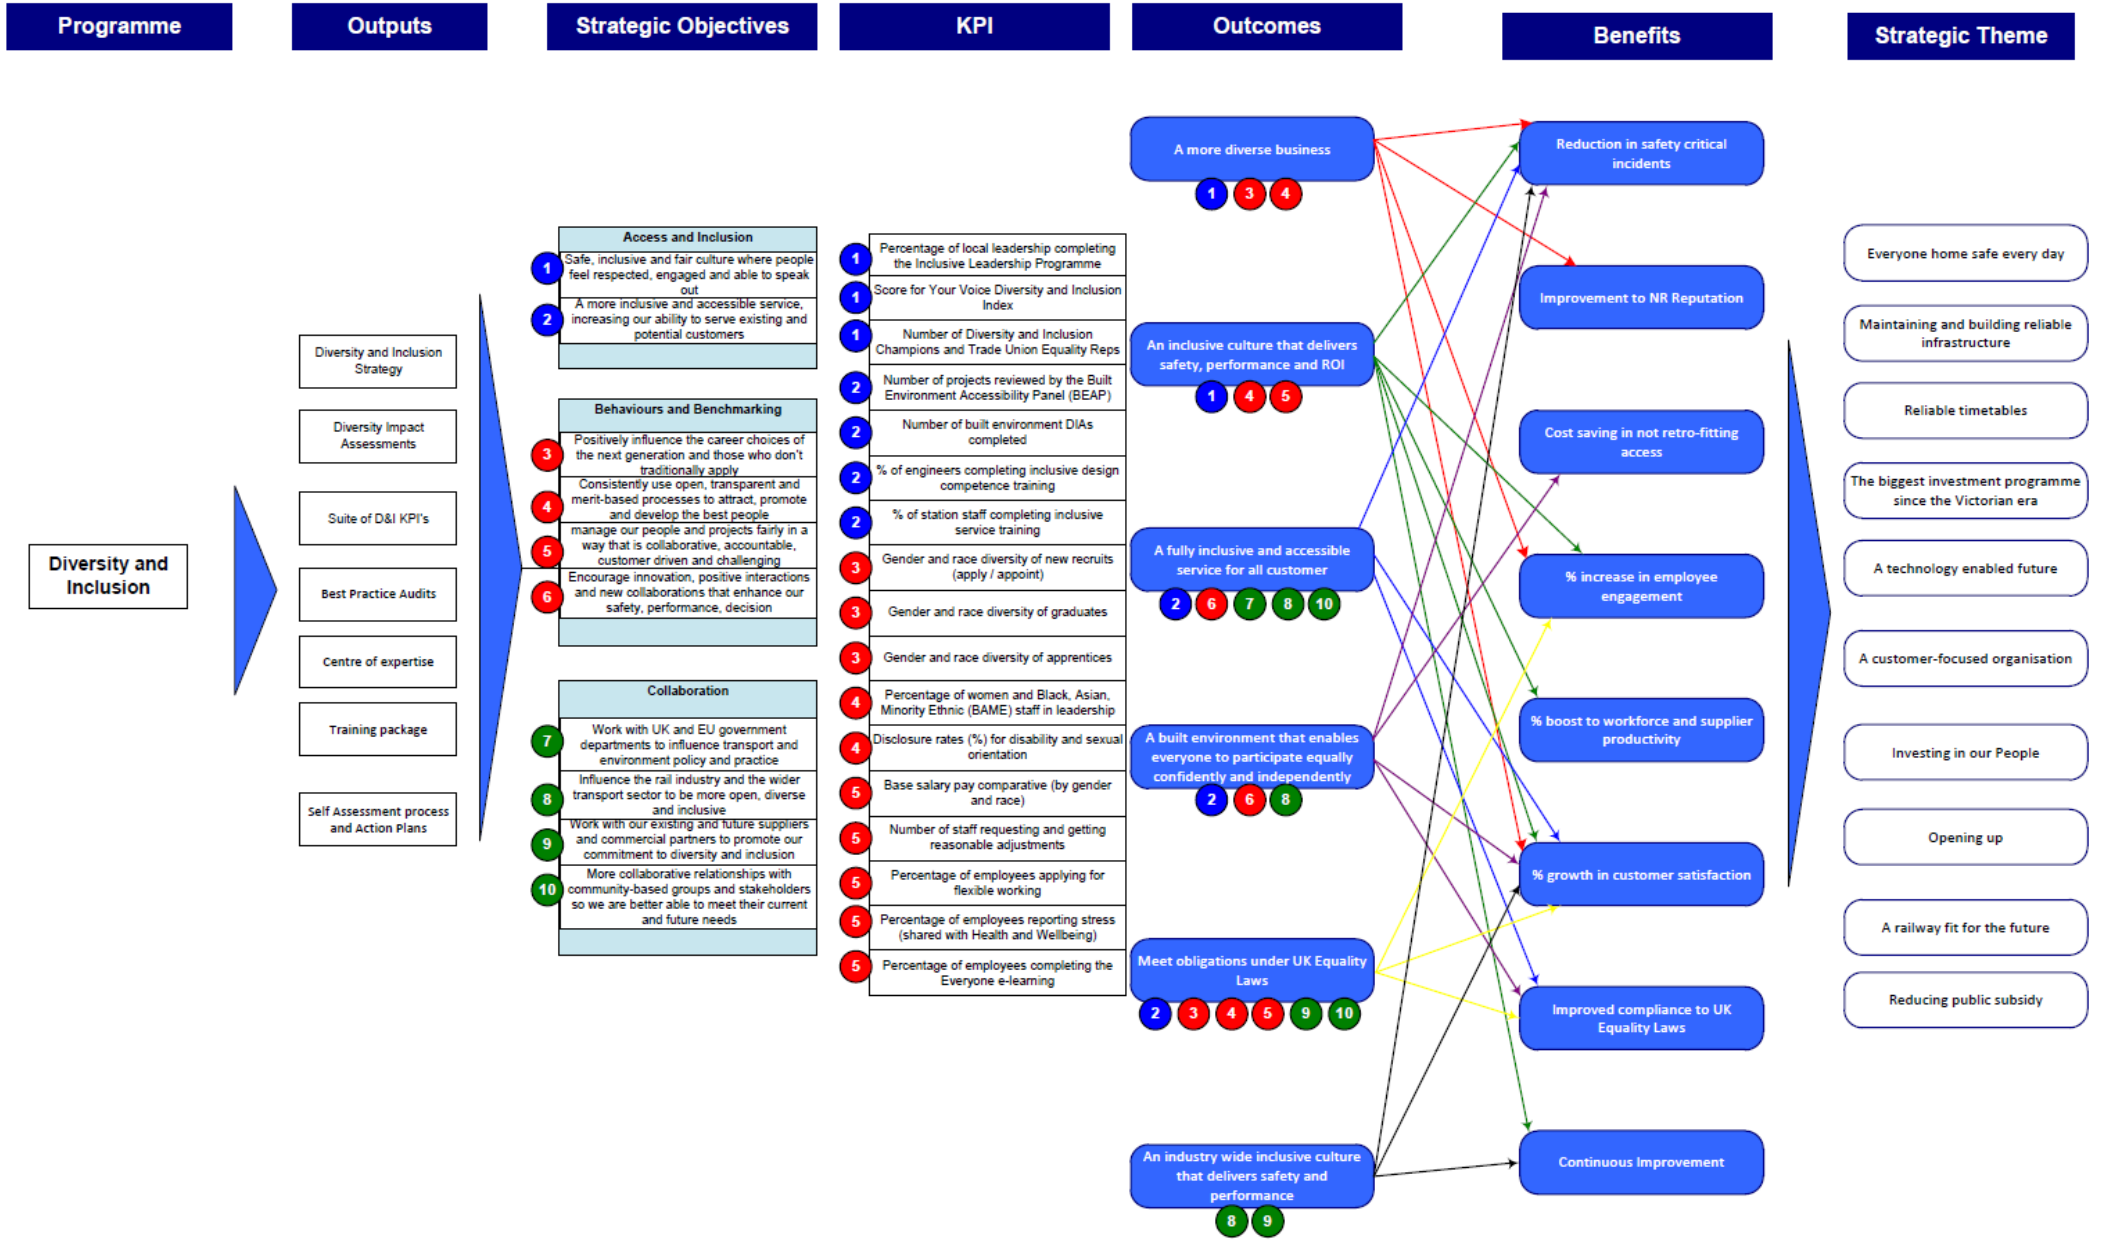 Programme
Outputs
Strategic Objectives
KPI
Outcomes
Benefits
Strategic Theme
Diversity and
Inclusion
Diversity and Inclusion
Strategy
Diversity Impact
Assessments
Suite of D&I KPI's
Best Practice Audits
Centre of expertise
Training package
Self Assessment process
and Action Plans
Access and Inclusion
1
Safe, inclusive and fair culture where people
feel respected, engaged and able to speak
out
2
A more inclusive and accessible service,
increasing our ability to serve existing and
potential customers
Behaviours and Benchmarking
3
Positively influence the career choices of
the next generation and those who don't
traditionally apply
4
Consistently use open, transparent and
merit-based processes to attract, promote
and develop the best people
5
manage our people and projects fairly in a
way that is collaborative, accountable,
customer driven and challenging
6
Encourage innovation, positive interactions
and new collaborations that enhance our
safety, performance, decision
Collaboration
7
Work with UK and EU government
departments to influence transport and
environment policy and practice
8
Influence the rail industry and the wider
transport sector to be more open, diverse
and inclusive
9
Work with our existing and future suppliers
and commercial partners to promote our
commitment to diversity and inclusion
10
More collaborative relationships with
community-based groups and stakeholders
so we are better able to meet their current
and future needs
1
Percentage of local leadership completing
the Inclusive Leadership Programme
1
Score for Your Voice Diversity and Inclusion
Index
1
Number of Diversity and Inclusion
Champions and Trade Union Equality Reps
2
Number of projects reviewed by the Built
Environment Accessibility Panel (BEAP)
2
Number of built environment DIAs
completed
2
% of engineers completing inclusive design
competence training
2
% of station staff completing inclusive
service training
3
Gender and race diversity of new recruits
(apply / appoint)
3
Gender and race diversity of graduates
3
Gender and race diversity of apprentices
4
Percentage of women and Black, Asian,
Minority Ethnic (BAME) staff in leadership
4
Disclosure rates (%) for disability and sexual
orientation
5
Base salary pay comparative (by gender
and race)
5
Number of staff requesting and getting
reasonable adjustments
5
Percentage of employees applying for
flexible working
5
Percentage of employees reporting stress
(shared with Health and Wellbeing)
5
Percentage of employees completing the
Everyone e-learning
A more diverse business
1 3 4
An inclusive culture that delivers
safety, performance and ROI
1 4 5
A fully inclusive and accessible
service for all customer
2 6 7 8 10
A built environment that enables
everyone to participate equally
confidently and independently
2 6 8
Meet obligations under UK Equality
Laws
2 3 4 5 9 10
An industry wide inclusive culture
that delivers safety and
performance
8 9
Reduction in safety critical
incidents
Improvement to NR Reputation
Cost saving in not retro-fitting
access
% increase in employee
engagement
% boost to workforce and supplier
productivity
% growth in customer satisfaction
Improved compliance to UK
Equality Laws
Continuous Improvement
Everyone home safe every day
Maintaining and building reliable
infrastructure
Reliable timetables
The biggest investment programme
since the Victorian era
A technology enabled future
A customer-focused organisation
Investing in our People
Opening up
A railway fit for the future
Reducing public subsidy